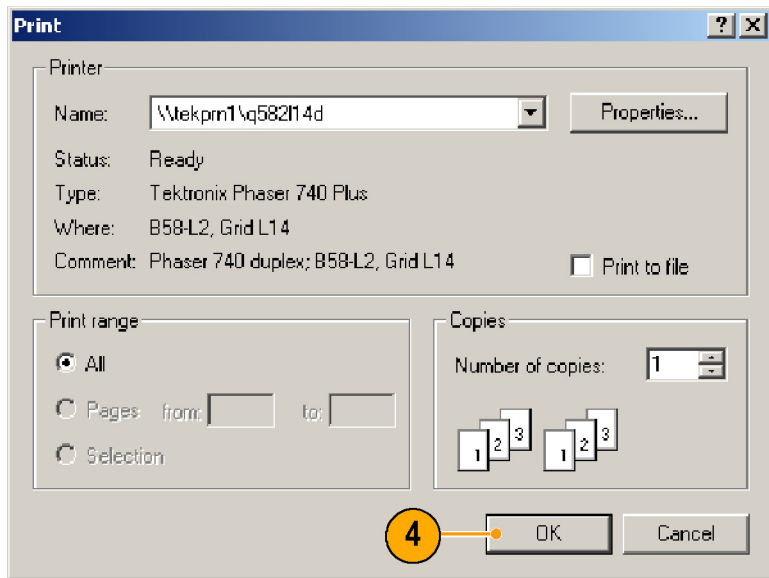 Print
Printer
Name: \\tekprn1\q582l14d Properties...
Status: Ready
Type: Tektronix Phaser 740 Plus
Where: B58-L2, Grid L14
Comment: Phaser 740 duplex; B58-L2, Grid L14 Print to file
Print range
All
Pages from: to:
Selection
Copies
Number of copies: 1
1 2 3 1 2 3
4 OK Cancel